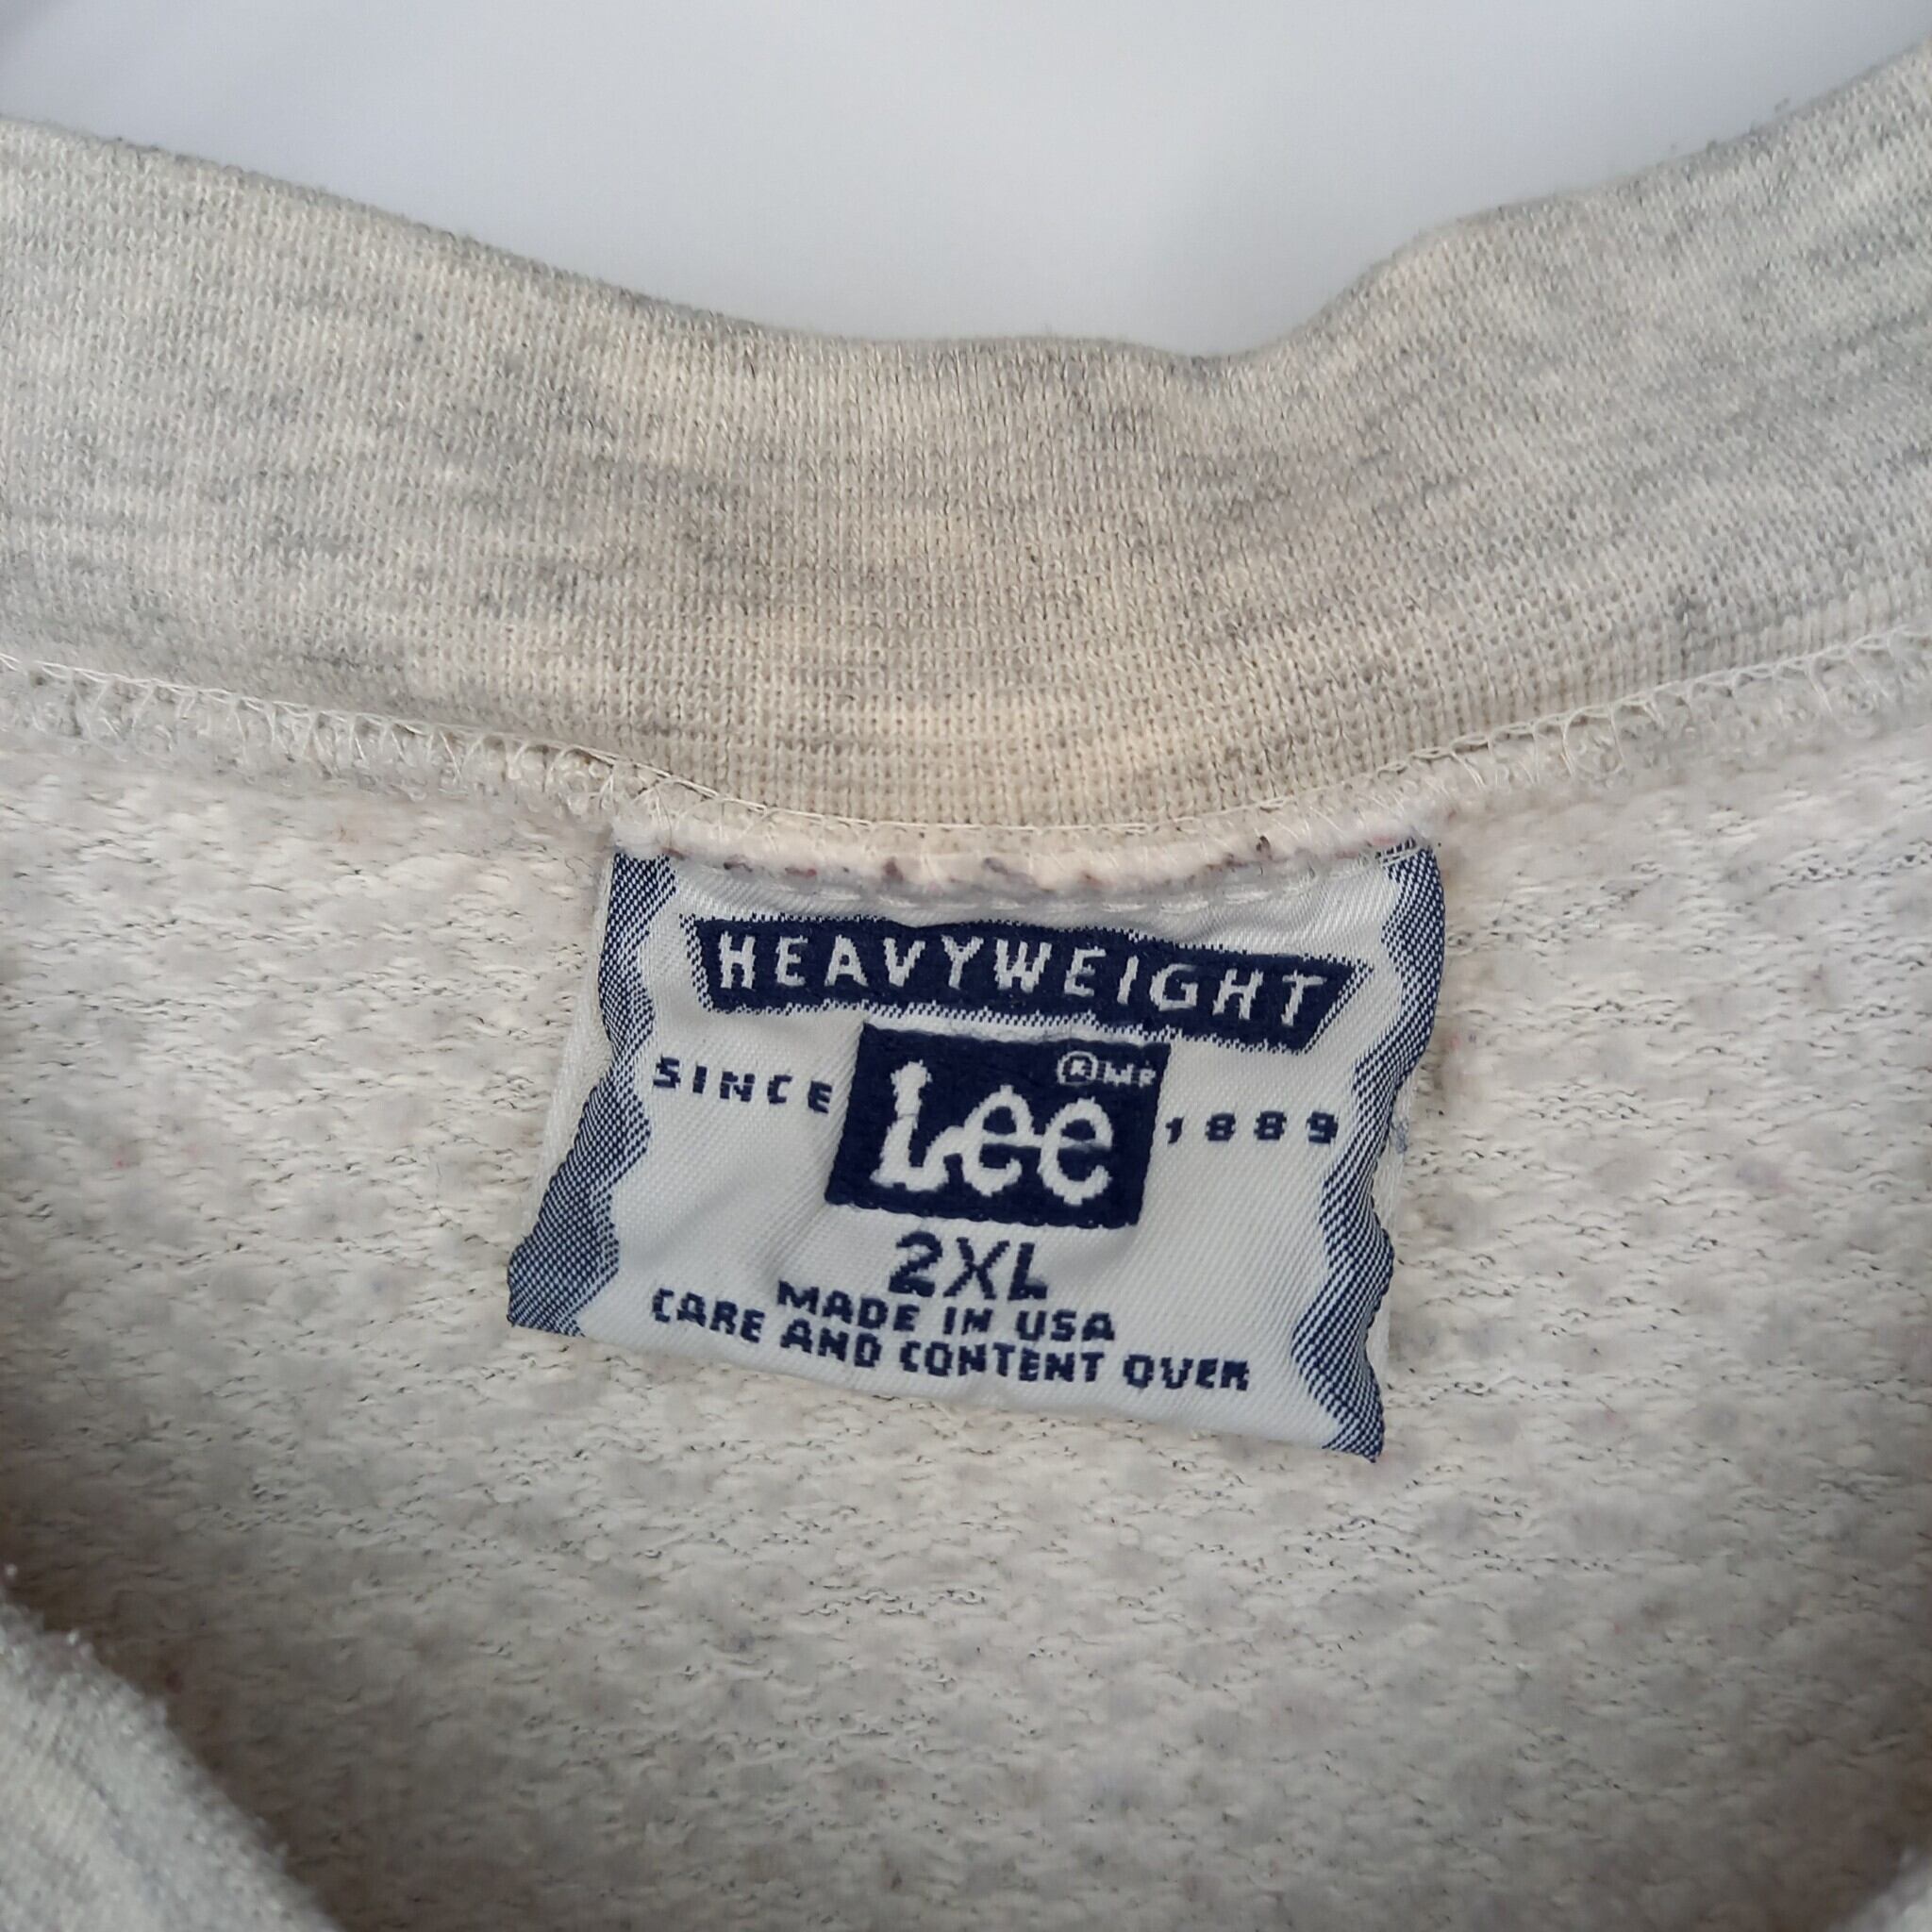 HEAVYWEIGHT
SINCE Lee ® MR 1889
2XL
MADE IN USA
CARE AND CONTENT OVER